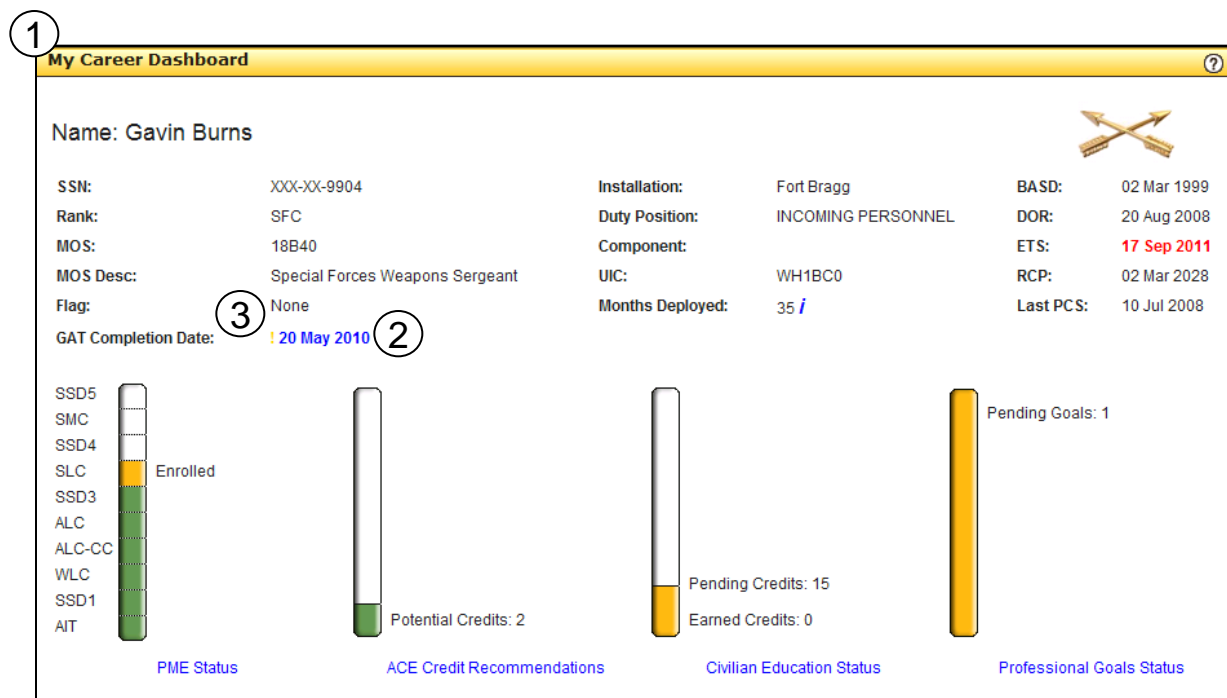 1
My Career Dashboard ?
Name: Gavin Burns
SSN: XXX-XX-9904 Installation: Fort Bragg BASD: 02 Mar 1999
Rank: SFC Duty Position: INCOMING PERSONNEL DOR: 20 Aug 2008
MOS: 18B40 Component: ETS: 17 Sep 2011
MOS Desc: Special Forces Weapons Sergeant UIC: WH1BC0 RCP: 02 Mar 2028
Flag: 3 None Months Deployed: 35 i Last PCS: 10 Jul 2008
GAT Completion Date: ! 20 May 2010 2
SSD5
SMC Pending Goals: 1
SSD4
SLC Enrolled
SSD3
ALC
ALC-CC
WLC Pending Credits: 15
SSD1 Potential Credits: 2 Earned Credits: 0
AIT
PME Status ACE Credit Recommendations Civilian Education Status Professional Goals Status